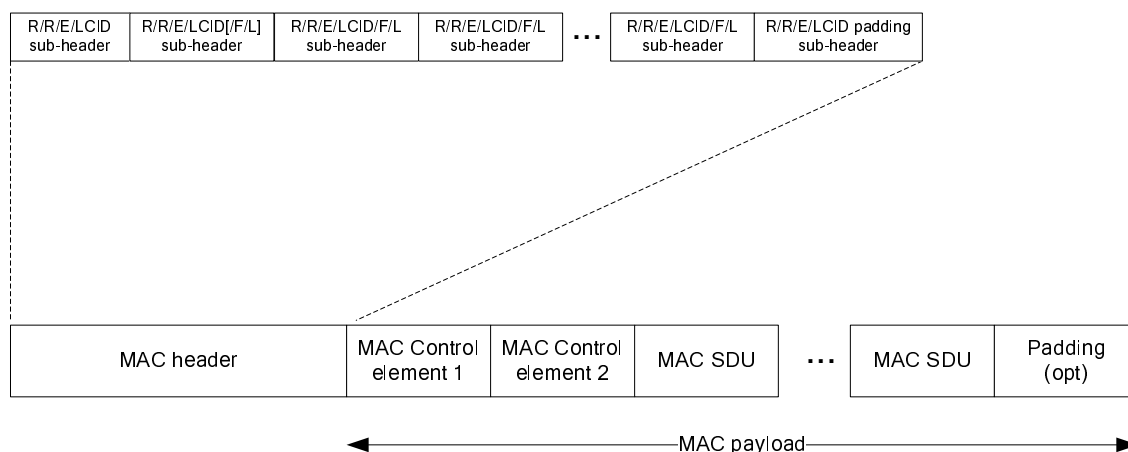 R/R/E/LCID
sub-header
R/R/E/LCID[/F/L]
sub-header
R/R/E/LCID/F/L
sub-header
R/R/E/LCID/F/L
sub-header
...
R/R/E/LCID/F/L
sub-header
R/R/E/LCID padding
sub-header
MAC header
MAC Control
element 1
MAC Control
element 2
MAC SDU
...
MAC SDU
Padding
(opt)
MAC payload